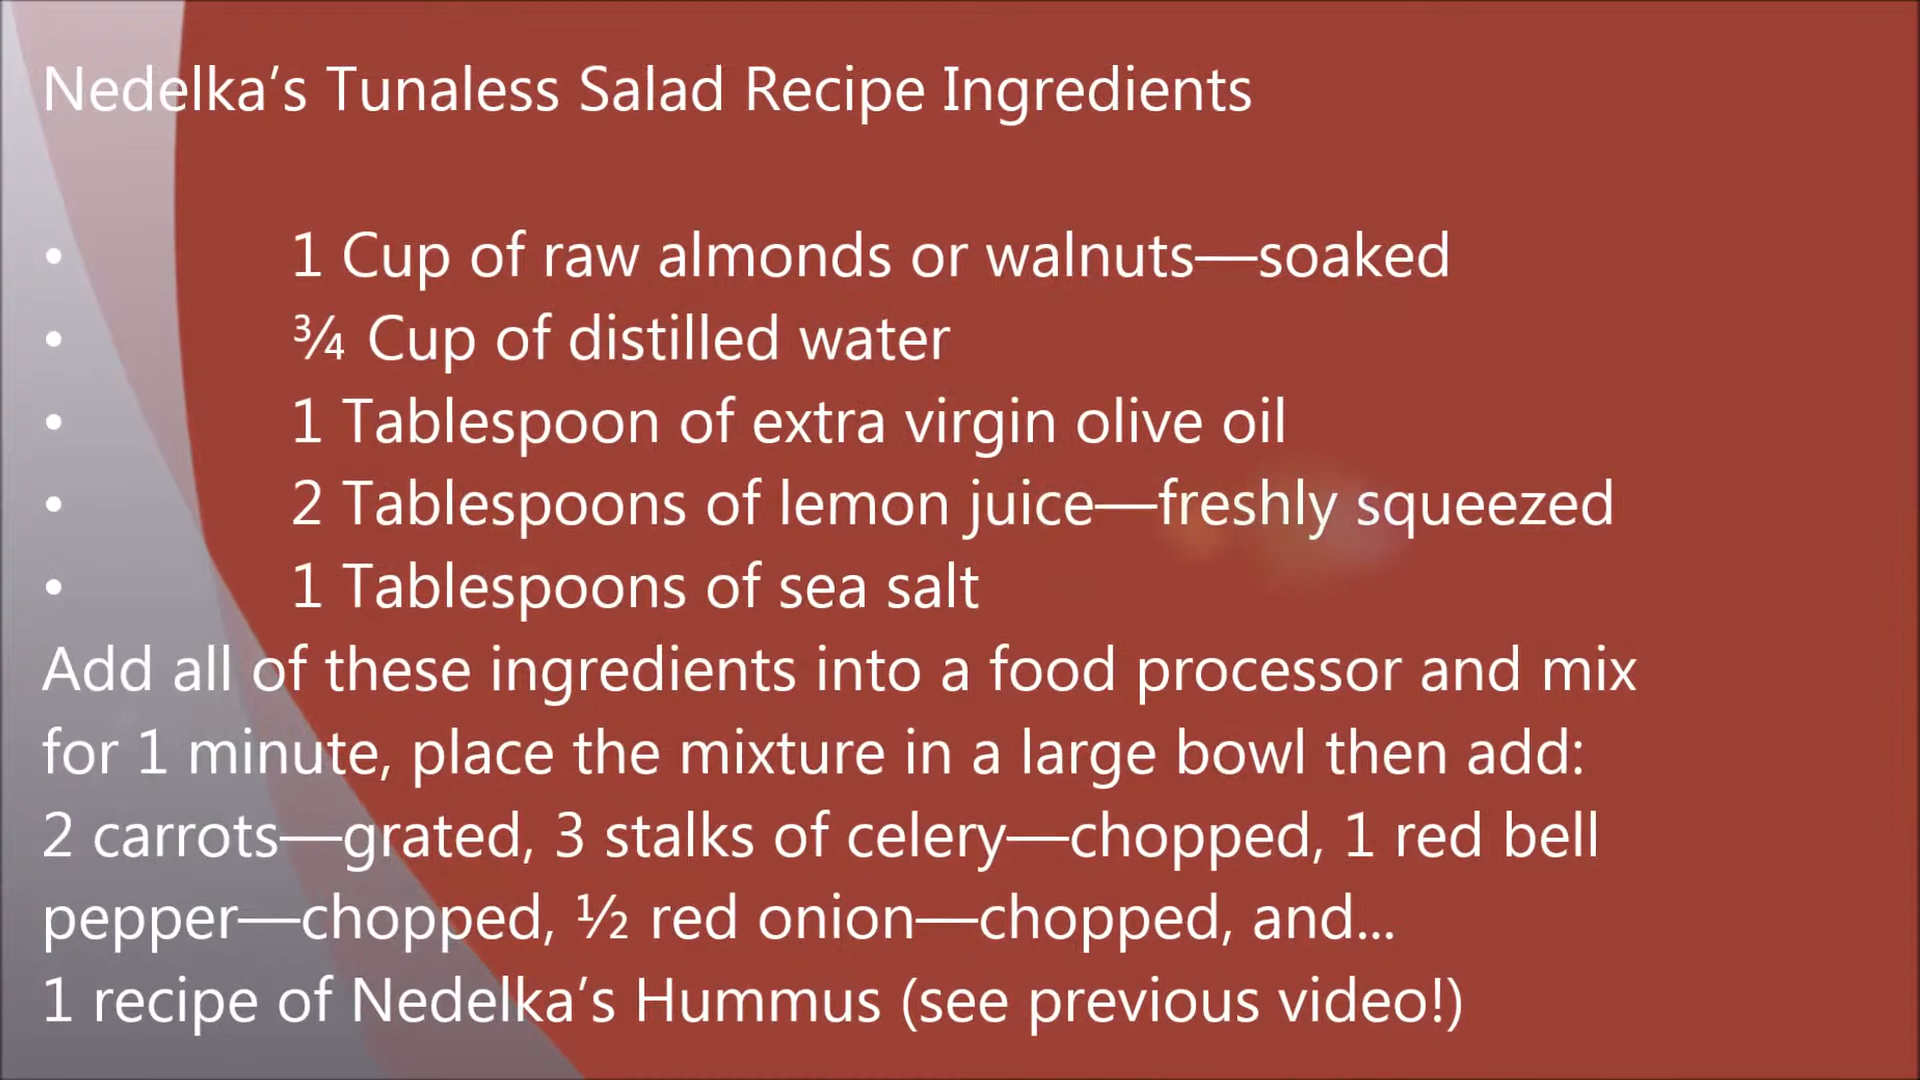 Nedelka’s Tunaless Salad Recipe Ingredients
• 1 Cup of raw almonds or walnuts—soaked
• ¾ Cup of distilled water
• 1 Tablespoon of extra virgin olive oil
• 2 Tablespoons of lemon juice—freshly squeezed
• 1 Tablespoons of sea salt
Add all of these ingredients into a food processor and mix
for 1 minute, place the mixture in a large bowl then add:
2 carrots—grated, 3 stalks of celery—chopped, 1 red bell
pepper—chopped, ½ red onion—chopped, and...
1 recipe of Nedelka’s Hummus (see previous video!)